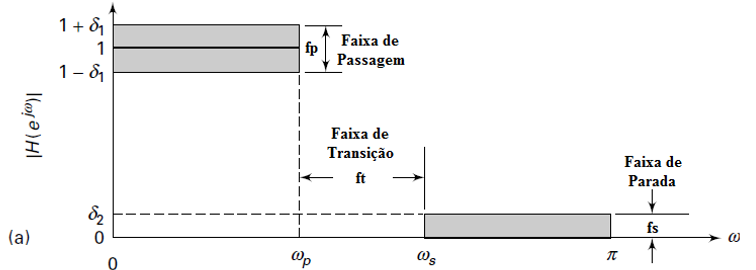 1 + δ₁
1
1 − δ₁
fp
Faixa de
Passagem
|H(e^{jω})|
Faixa de
Transição
ft
Faixa de
Parada
δ₂
fs
(a)
0
ω
0
ωₚ
ωₛ
π